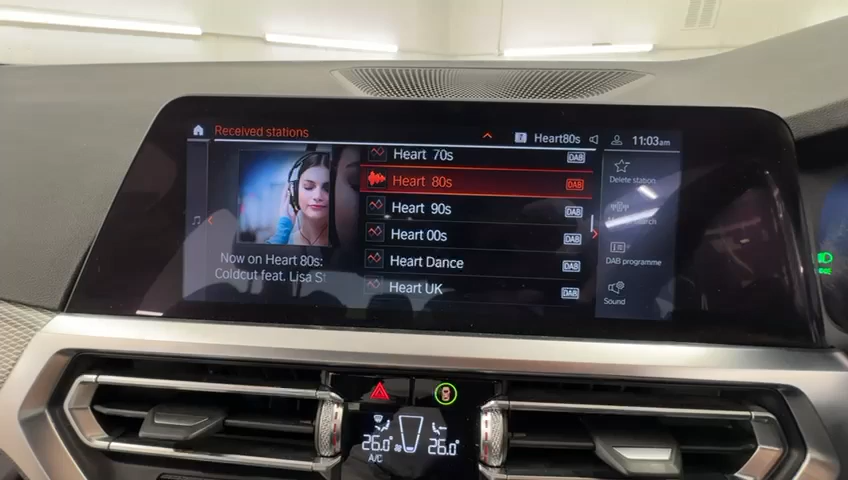 Received stations
7 Heart80s
11:03am
Heart 70s DAB
Heart 80s DAB
Heart 90s DAB
Heart 00s DAB
Heart Dance DAB
Heart UK DAB
Now on Heart 80s:
Coldcut feat. Lisa St
Delete station
DAB programme
Sound
26.0°
26.0°
A/C